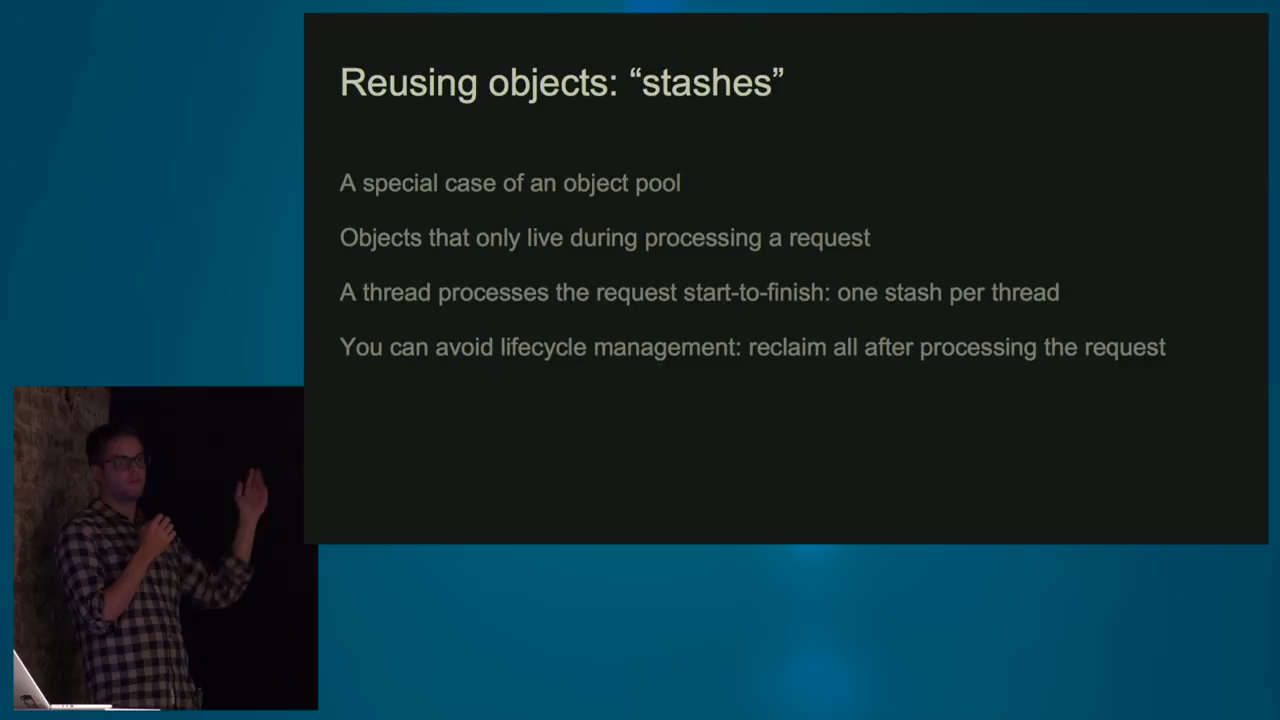 Reusing objects: “stashes”
A special case of an object pool
Objects that only live during processing a request
A thread processes the request start-to-finish: one stash per thread
You can avoid lifecycle management: reclaim all after processing the request